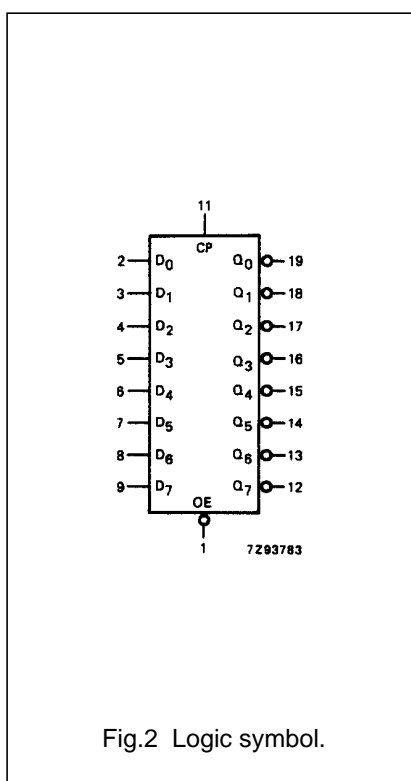 11
CP
2 D0 Q0 19
3 D1 Q1 18
4 D2 Q2 17
5 D3 Q3 16
6 D4 Q4 15
7 D5 Q5 14
8 D6 Q6 13
9 D7 Q7 12
OE
1 7Z93783
Fig.2 Logic symbol.